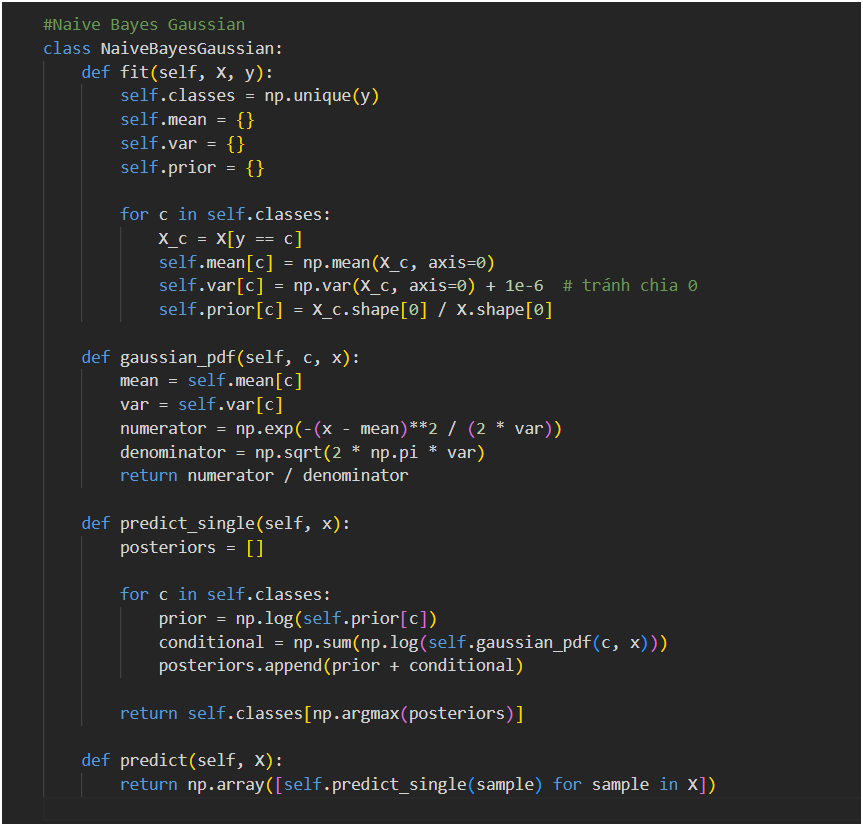 #Naive Bayes Gaussian
class NaiveBayesGaussian:
    def fit(self, X, y):
        self.classes = np.unique(y)
        self.mean = {}
        self.var = {}
        self.prior = {}

        for c in self.classes:
            X_c = X[y == c]
            self.mean[c] = np.mean(X_c, axis=0)
            self.var[c] = np.var(X_c, axis=0) + 1e-6  # tránh chia 0
            self.prior[c] = X_c.shape[0] / X.shape[0]

    def gaussian_pdf(self, c, x):
        mean = self.mean[c]
        var = self.var[c]
        numerator = np.exp(-(x - mean)**2 / (2 * var))
        denominator = np.sqrt(2 * np.pi * var)
        return numerator / denominator

    def predict_single(self, x):
        posteriors = []

        for c in self.classes:
            prior = np.log(self.prior[c])
            conditional = np.sum(np.log(self.gaussian_pdf(c, x)))
            posteriors.append(prior + conditional)

        return self.classes[np.argmax(posteriors)]

    def predict(self, X):
        return np.array([self.predict_single(sample) for sample in X])